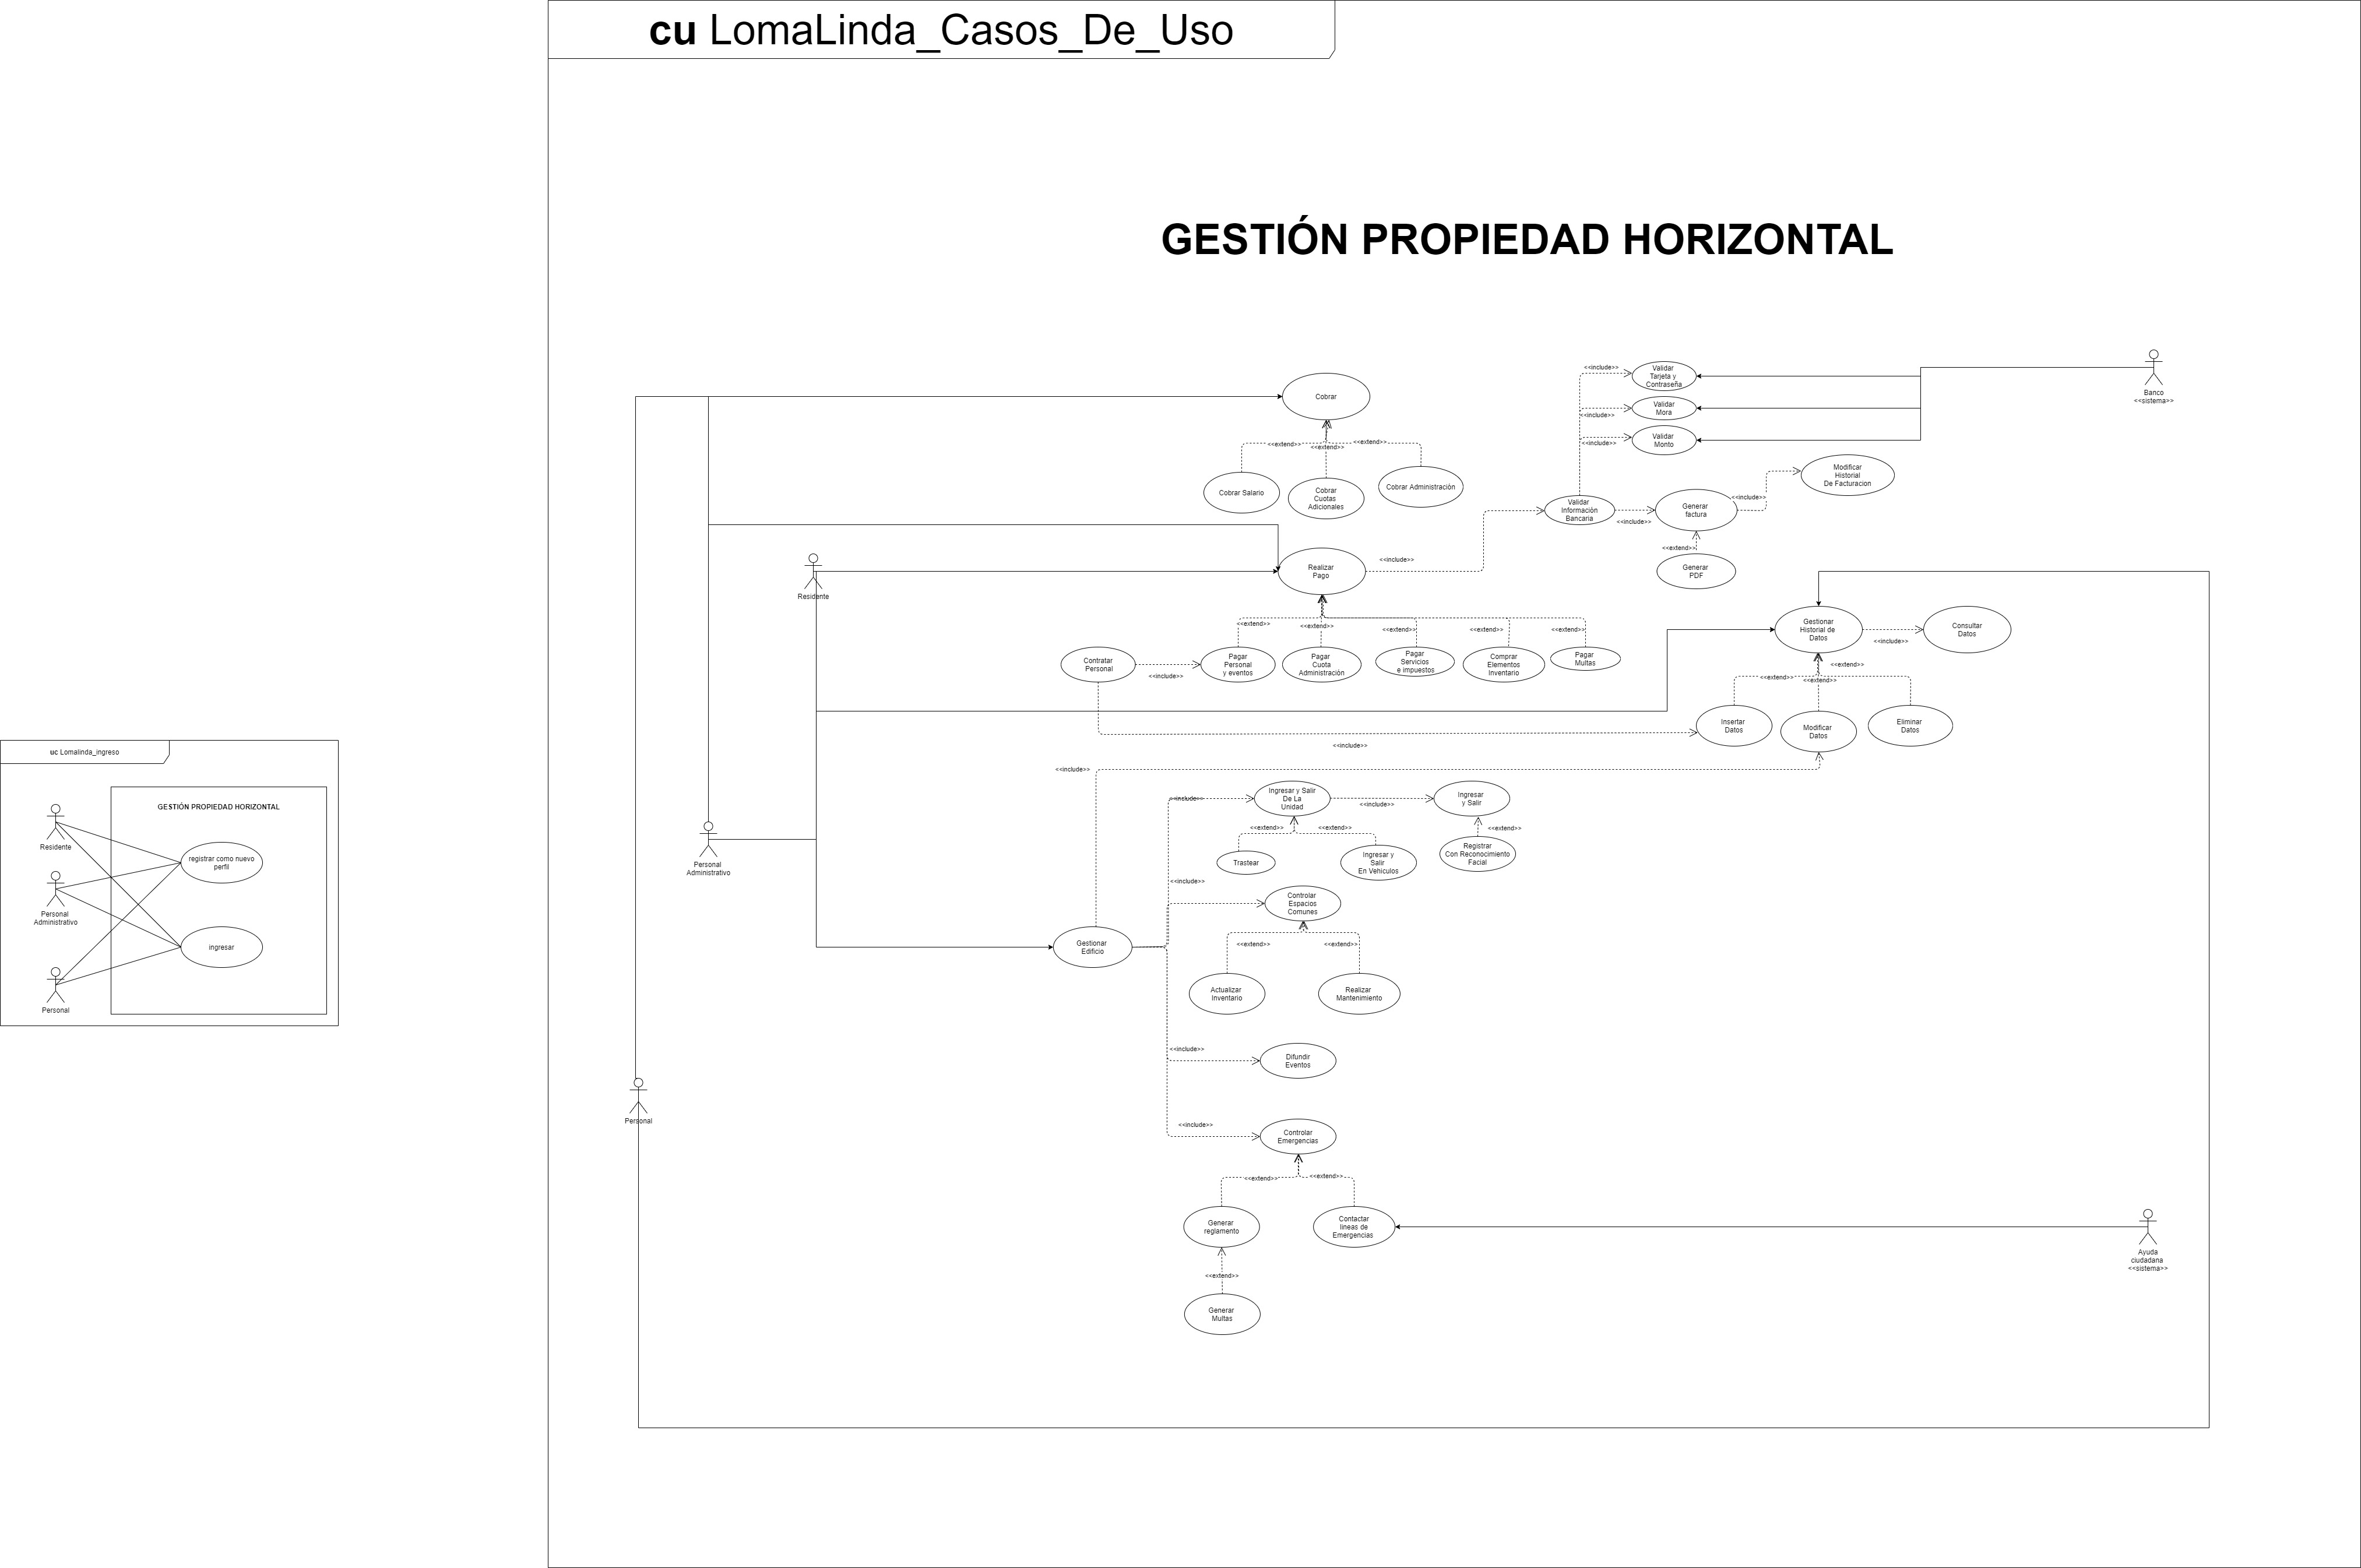 cu LomaLinda_Casos_De_Uso
GESTIÓN PROPIEDAD HORIZONTAL
Banco
<<sistema>>
Validar
Tarjeta y
Contraseña
<<include>>
Validar
Mora
<<include>>
Validar
Monto
<<include>>
Cobrar
<<extend>>
<<extend>>
<<extend>>
Cobrar Salario
Cobrar
Cuotas
Adicionales
Cobrar Administración
Validar
Información
Bancaria
<<include>>
Generar
factura
<<include>>
Modificar
Historial
De Facturacion
<<extend>>
Generar
PDF
Residente
Realizar
Pago
<<include>>
<<extend>>
<<extend>>
<<extend>>
<<extend>>
<<extend>>
Contratar
Personal
<<include>>
Pagar
Personal
y eventos
Pagar
Cuota
Administración
Pagar
Servicios
e impuestos
Comprar
Elementos
Inventario
Pagar
Multas
Gestionar
Historial de
Datos
<<include>>
Consultar
Datos
<<extend>>
<<extend>>
<<extend>>
Insertar
Datos
Modificar
Datos
Eliminar
Datos
<<include>>
<<include>>
Personal
Administrativo
<<include>>
Ingresar y Salir
De La
Unidad
<<include>>
Ingresar
y Salir
<<extend>>
<<extend>>
<<extend>>
Trastear
Ingresar y
Salir
En Vehiculos
Registrar
Con Reconocimiento
Facial
<<include>>
Controlar
Espacios
Comunes
Gestionar
Edificio
<<extend>>
<<extend>>
Actualizar
Inventario
Realizar
Mantenimiento
<<include>>
Difundir
Eventos
Personal
<<include>>
Controlar
Emergencias
<<extend>>
<<extend>>
Generar
reglamento
Contactar
lineas de
Emergencias
<<extend>>
Generar
Multas
Ayuda
ciudadana
<<sistema>>
uc Lomalinda_ingreso
GESTIÓN PROPIEDAD HORIZONTAL
Residente
registrar como nuevo
perfil
Personal
Administrativo
ingresar
Personal